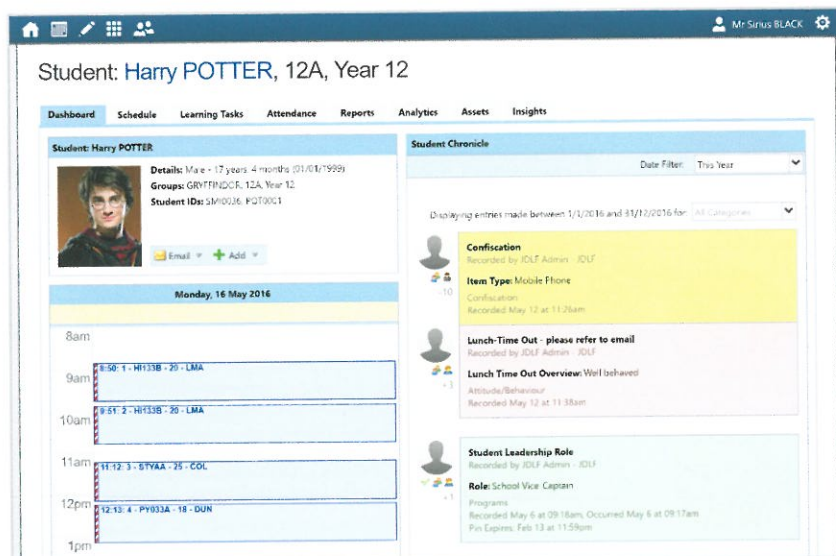 Mr Sirius BLACK
Student: Harry POTTER, 12A, Year 12
Dashboard Schedule Learning Tasks Attendance Reports Analytics Assets Insights
Student: Harry POTTER
Details: Male - 17 years 4 months (01/01/1999)
Groups: GRYFFINDOR, 12A, Year 12
Student IDs: SMI0036, POT0001
Email Add
Monday, 16 May 2016
8am
9am
8:50: 1 - HI133B - 20 - LMA
10am
9:51: 2 - HI133B - 20 - LMA
11am
11:12: 3 - STYAA - 25 - COL
12pm
12:13: 4 - PY033A - 18 - DUN
1pm
Student Chronicle
Date Filter: This Year
Displaying entries made between 1/1/2016 and 31/12/2016 for: All Categories
Confiscation
Recorded by JDLF Admin - JDLF
Item Type: Mobile Phone
-10
Confiscation
Recorded May 12 at 11:26am
Lunch-Time Out - please refer to email
Recorded by JDLF Admin - JDLF
Lunch Time Out Overview: Well behaved
Attitude/Behaviour
Recorded May 12 at 11:38am
Student Leadership Role
Recorded by JDLF Admin - JDLF
Role: School Vice Captain
Programs
Recorded May 6 at 09:18am, Occurred May 6 at 09:17am
Pin Expires: Feb 13 at 11:59pm